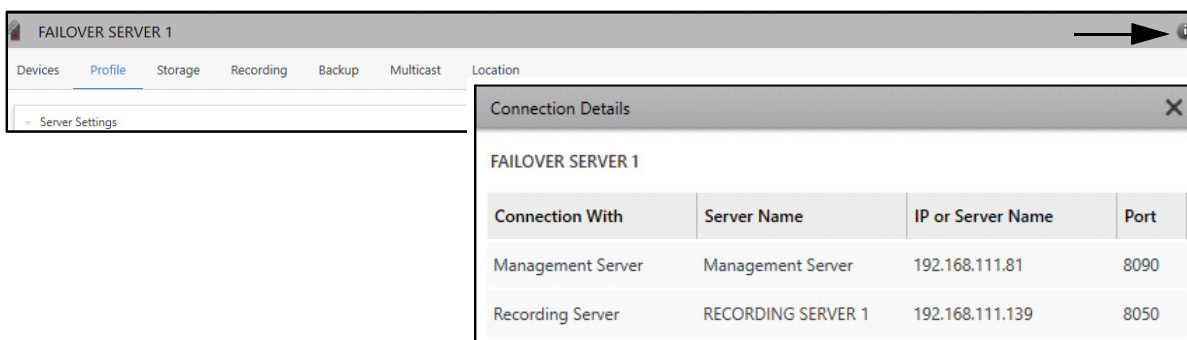 FAILOVER SERVER 1
Devices Profile Storage Recording Backup Multicast Location
Server Settings
Connection Details
FAILOVER SERVER 1
Connection With Server Name IP or Server Name Port
Management Server Management Server 192.168.111.81 8090
Recording Server RECORDING SERVER 1 192.168.111.139 8050